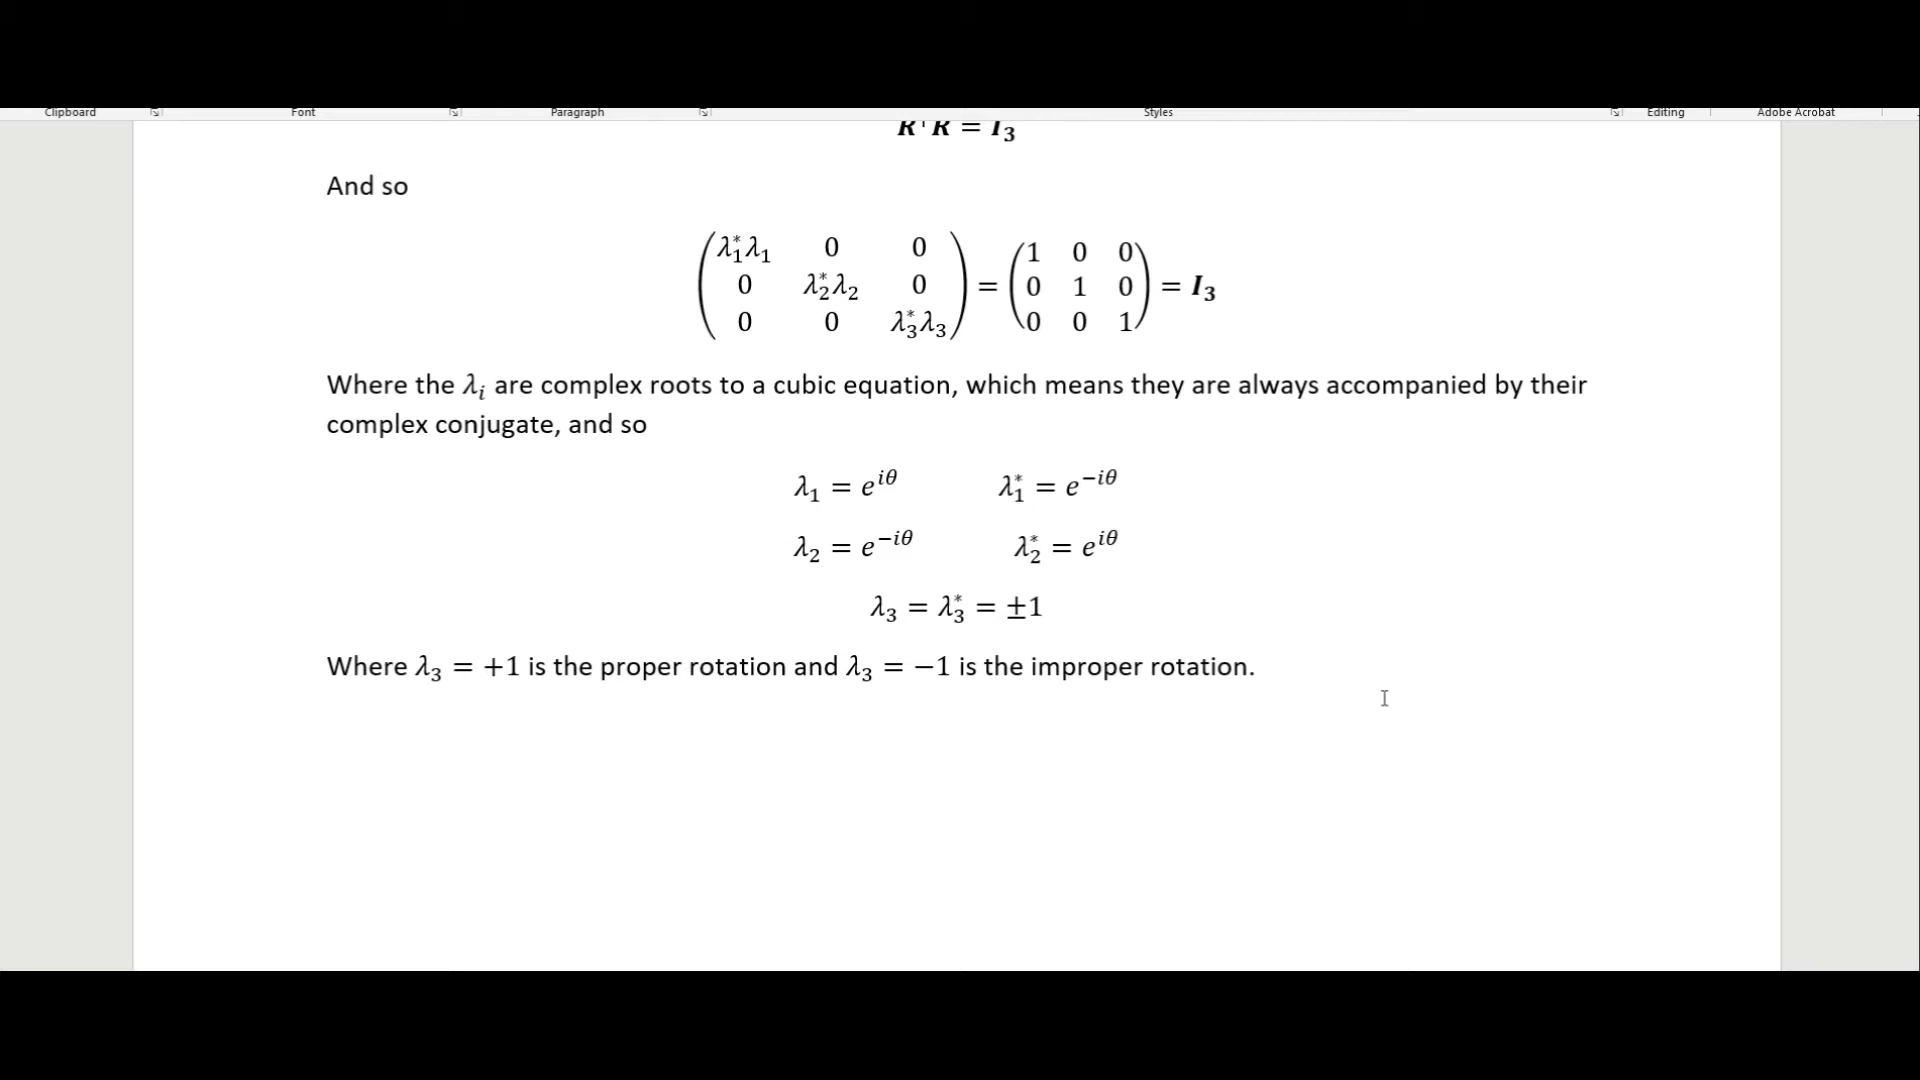 Clipboard Font Paragraph Styles Editing Adobe Acrobat
R†R = I₃
And so
(λ₁*λ₁ 0 0
0 λ₂*λ₂ 0
0 0 λ₃*λ₃) = (1 0 0
0 1 0
0 0 1) = I₃
Where the λᵢ are complex roots to a cubic equation, which means they are always accompanied by their
complex conjugate, and so
λ₁ = e^{iθ} λ₁* = e^{−iθ}
λ₂ = e^{−iθ} λ₂* = e^{iθ}
λ₃ = λ₃* = ±1
Where λ₃ = +1 is the proper rotation and λ₃ = −1 is the improper rotation.